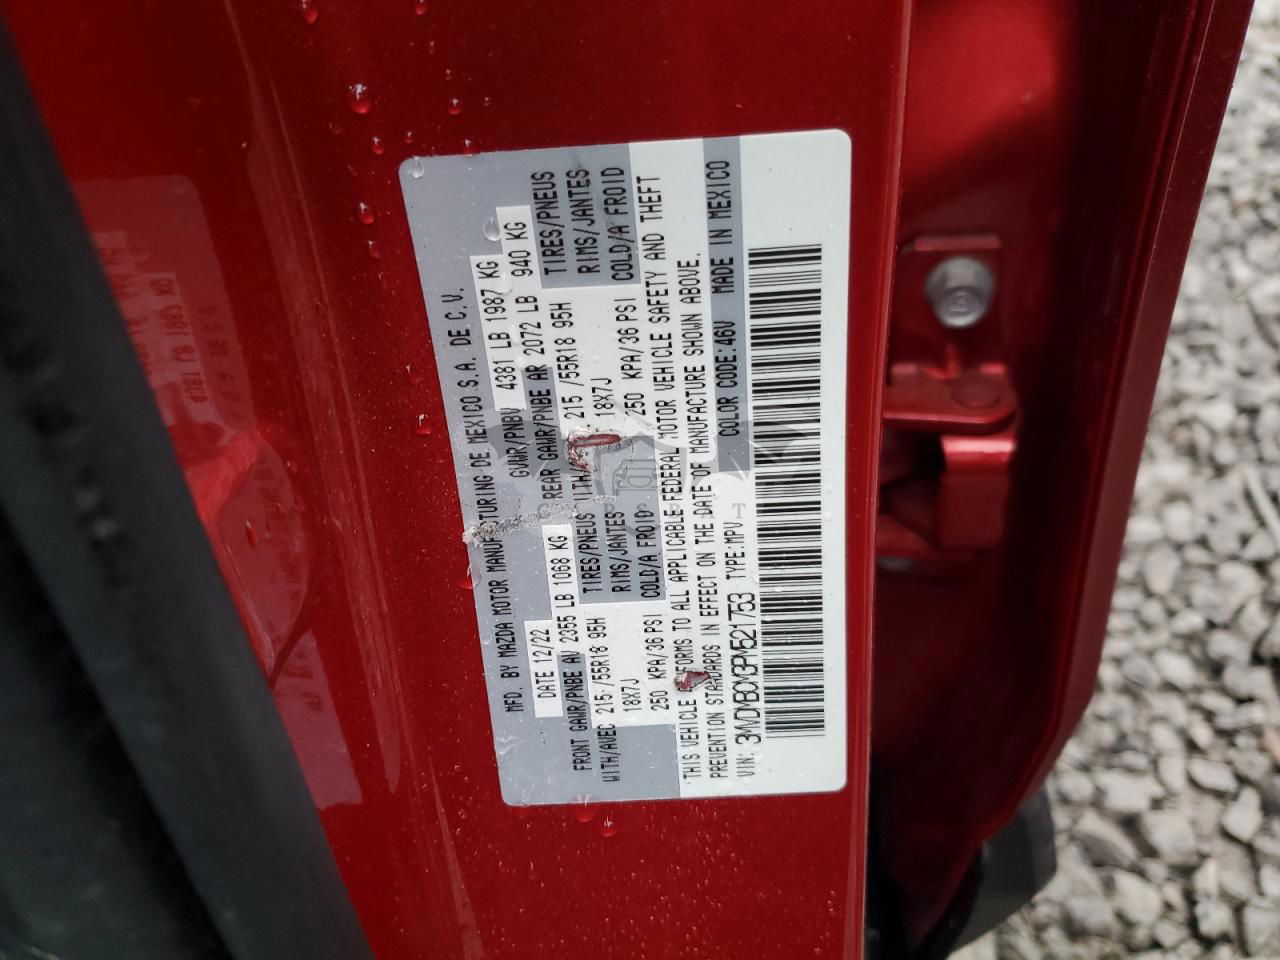 MFD. BY MAZDA MOTOR MANUFACTURING DE MEXICO S.A. DE C.V.
DATE 12/22 GVWR/PNBV 4381 LB 1987 KG
FRONT GAWR/PNBE AV 2355 LB 1068 KG REAR GAWR/PNBE AR 2072 LB 940 KG
WITH/AVEC 215 /55R18 95H TIRES/PNEUS WITH/ 215 /55R18 95H TIRES/PNEUS
18X7J RIMS/JANTES 18X7J RIMS/JANTES
250 KPA/36 PSI COLD/A FROID 250 KPA/36 PSI COLD/A FROID
THIS VEHICLE CONFORMS TO ALL APPLICABLE FEDERAL MOTOR VEHICLE SAFETY AND THEFT
PREVENTION STANDARDS IN EFFECT ON THE DATE OF MANUFACTURE SHOWN ABOVE.
VIN: 3MVDMBCM3PM521753 TYPE:MPV COLOR CODE:46V MADE IN MEXICO